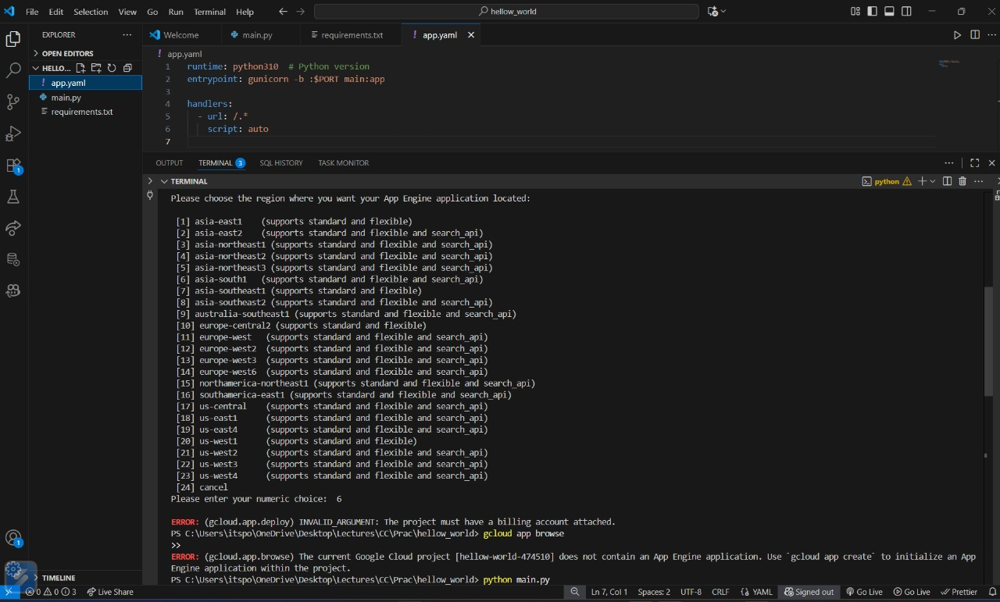 File Edit Selection View Go Run Terminal Help
hellow_world
EXPLORER
Welcome
main.py
requirements.txt
! app.yaml
OPEN EDITORS
HELLO...
! app.yaml
main.py
requirements.txt
! app.yaml
1 runtime: python310 # Python version
2 entrypoint: gunicorn -b :$PORT main:app
3
4 handlers:
5 - url: /.*
6 script: auto
7
OUTPUT TERMINAL 3 SQL HISTORY TASK MONITOR
TERMINAL
python
Please choose the region where you want your App Engine application located:
[1] asia-east1 (supports standard and flexible)
[2] asia-east2 (supports standard and flexible and search_api)
[3] asia-northeast1 (supports standard and flexible and search_api)
[4] asia-northeast2 (supports standard and flexible and search_api)
[5] asia-northeast3 (supports standard and flexible and search_api)
[6] asia-south1 (supports standard and flexible and search_api)
[7] asia-southeast1 (supports standard and flexible)
[8] asia-southeast2 (supports standard and flexible and search_api)
[9] australia-southeast1 (supports standard and flexible and search_api)
[10] europe-central2 (supports standard and flexible)
[11] europe-west (supports standard and flexible and search_api)
[12] europe-west2 (supports standard and flexible and search_api)
[13] europe-west3 (supports standard and flexible and search_api)
[14] europe-west6 (supports standard and flexible and search_api)
[15] northamerica-northeast1 (supports standard and flexible and search_api)
[16] southamerica-east1 (supports standard and flexible and search_api)
[17] us-central (supports standard and flexible and search_api)
[18] us-east1 (supports standard and flexible and search_api)
[19] us-east4 (supports standard and flexible and search_api)
[20] us-west1 (supports standard and flexible)
[21] us-west2 (supports standard and flexible and search_api)
[22] us-west3 (supports standard and flexible and search_api)
[23] us-west4 (supports standard and flexible and search_api)
[24] cancel
Please enter your numeric choice: 6
ERROR: (gcloud.app.deploy) INVALID_ARGUMENT: The project must have a billing account attached.
PS C:\Users\itspo\OneDrive\Desktop\Lectures\CC\Prac\hellow_world> gcloud app browse
>>
ERROR: (gcloud.app.browse) The current Google Cloud project [hellow-world-474510] does not contain an App Engine application. Use `gcloud app create` to initialize an App
Engine application within the project.
PS C:\Users\itspo\OneDrive\Desktop\Lectures\CC\Prac\hellow_world> python main.py
1
1
TIMELINE
0 0 3 Live Share
Ln 7, Col 1 Spaces: 2 UTF-8 CRLF YAML Signed out Go Live Go Live Prettier